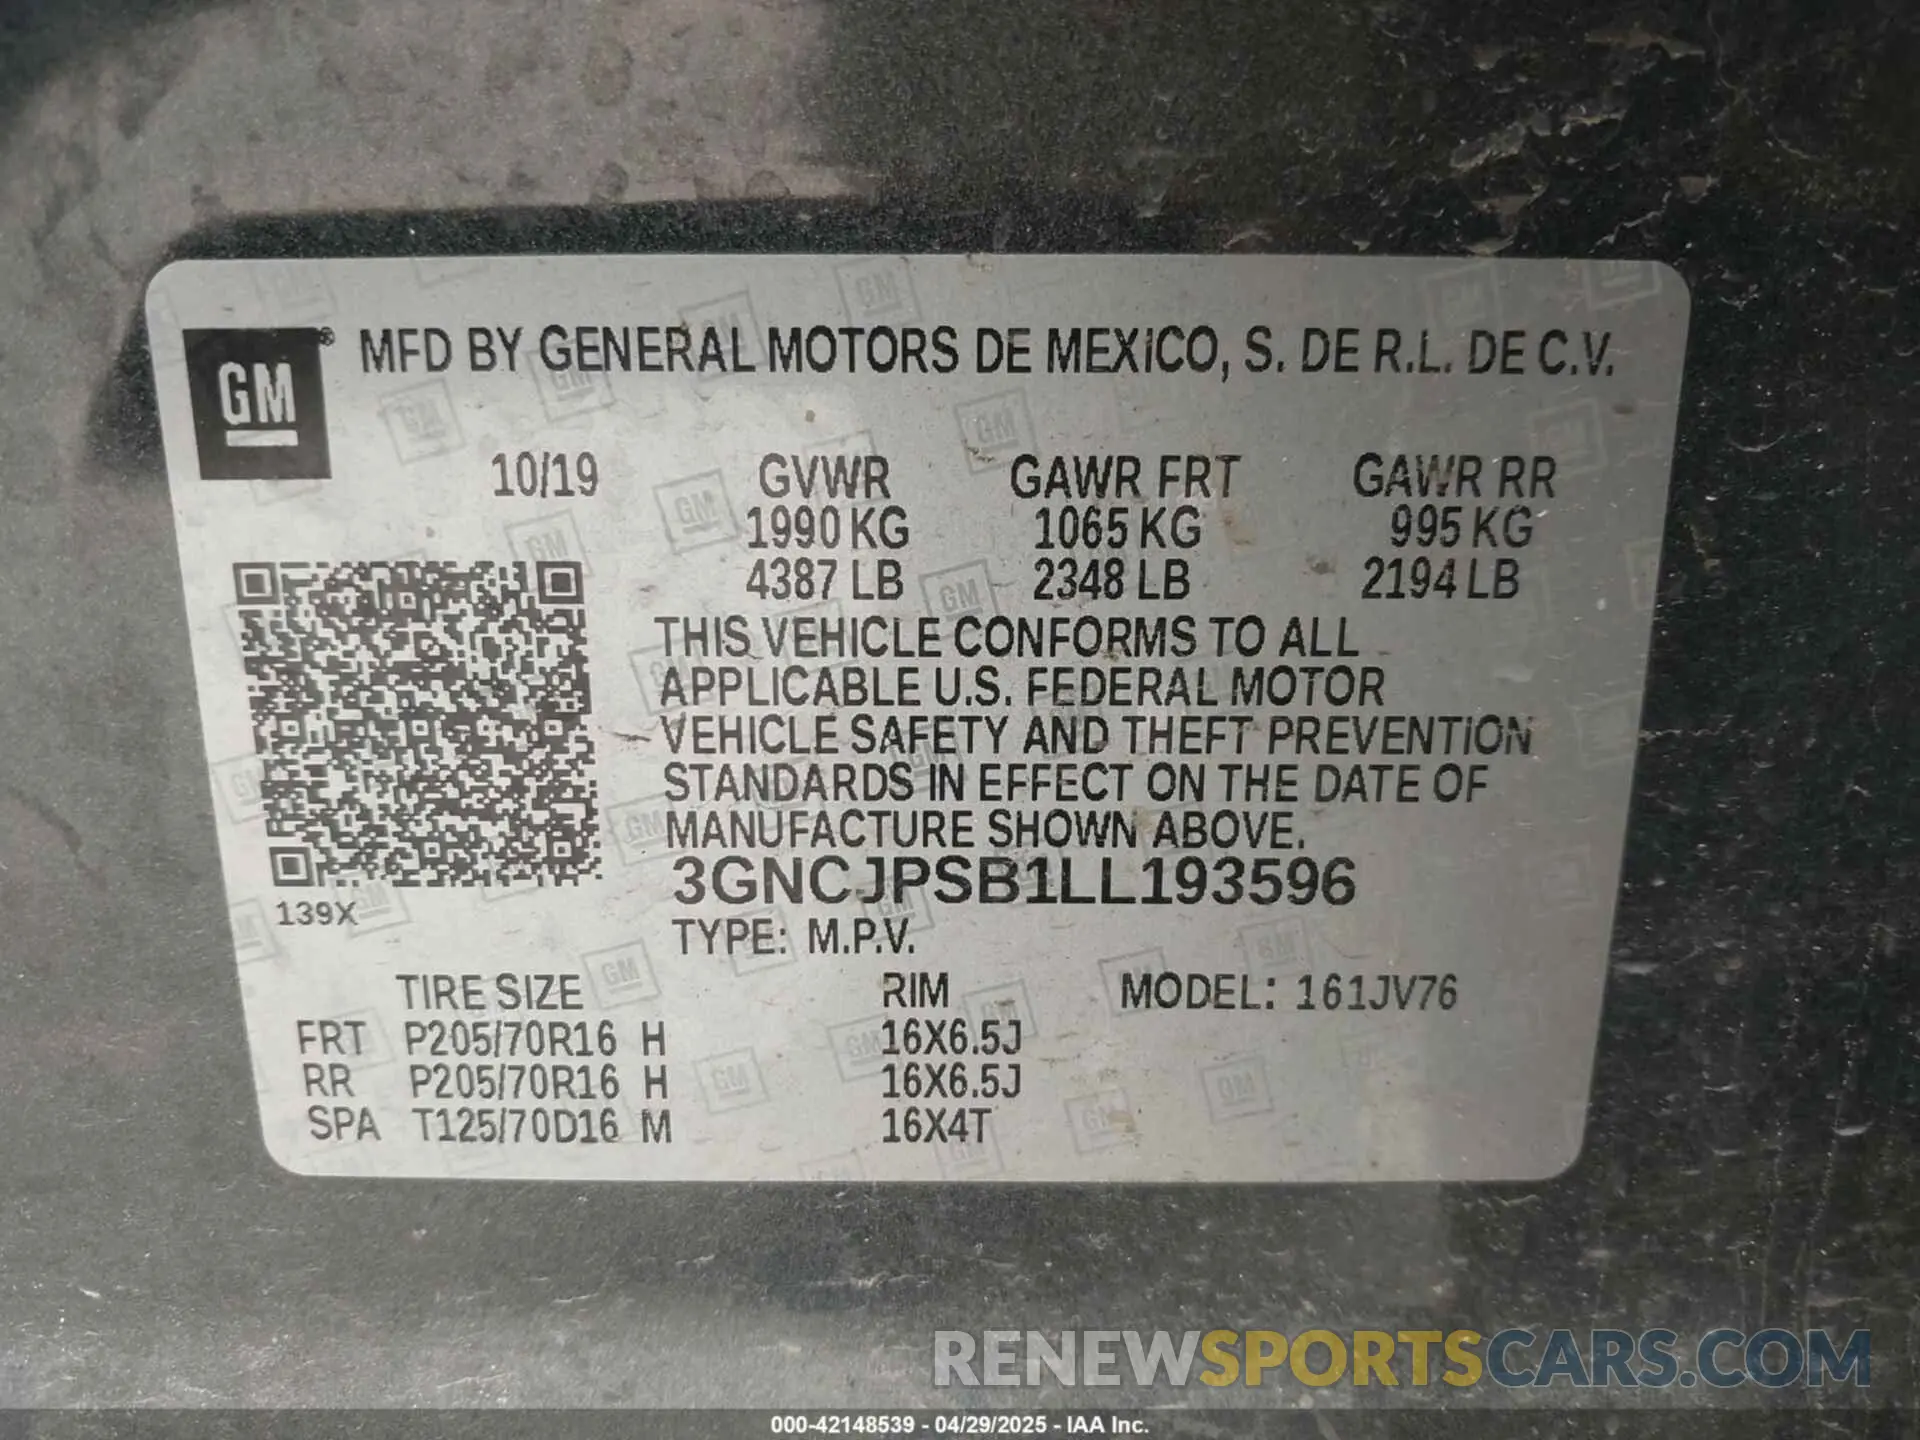 GM ® MFD BY GENERAL MOTORS DE MEXICO, S. DE R.L. DE C.V.
10/19 GVWR GAWR FRT GAWR RR
1990 KG 1065 KG 995 KG
4387 LB 2348 LB 2194 LB
THIS VEHICLE CONFORMS TO ALL
APPLICABLE U.S. FEDERAL MOTOR
VEHICLE SAFETY AND THEFT PREVENTION
STANDARDS IN EFFECT ON THE DATE OF
MANUFACTURE SHOWN ABOVE.
3GNCJPSB1LL193596
139X
TYPE: M.P.V.
TIRE SIZE RIM MODEL: 161JV76
FRT P205/70R16 H 16X6.5J
RR P205/70R16 H 16X6.5J
SPA T125/70D16 M 16X4T
RENEWSPORTSCARS.COM
000-42148539 - 04/29/2025 - IAA Inc.